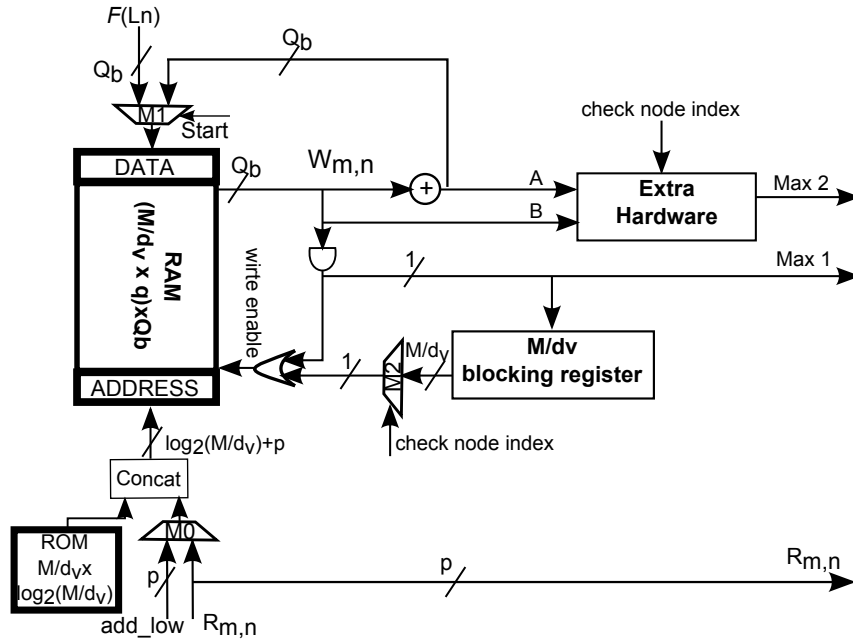 F(Ln)
Qb
Qb
M1
Start
DATA
Qb
Wm,n
+
A
B
check node index
Extra
Hardware
Max 2
RAM
(M/dv x q)xQb
wirte enable
1
Max 1
M/dv
blocking register
M/dv
M2
1
check node index
ADDRESS
log2(M/dv)+p
Concat
M0
ROM
M/dvx
log2(M/dv)
p
p
Rm,n
add_low
Rm,n